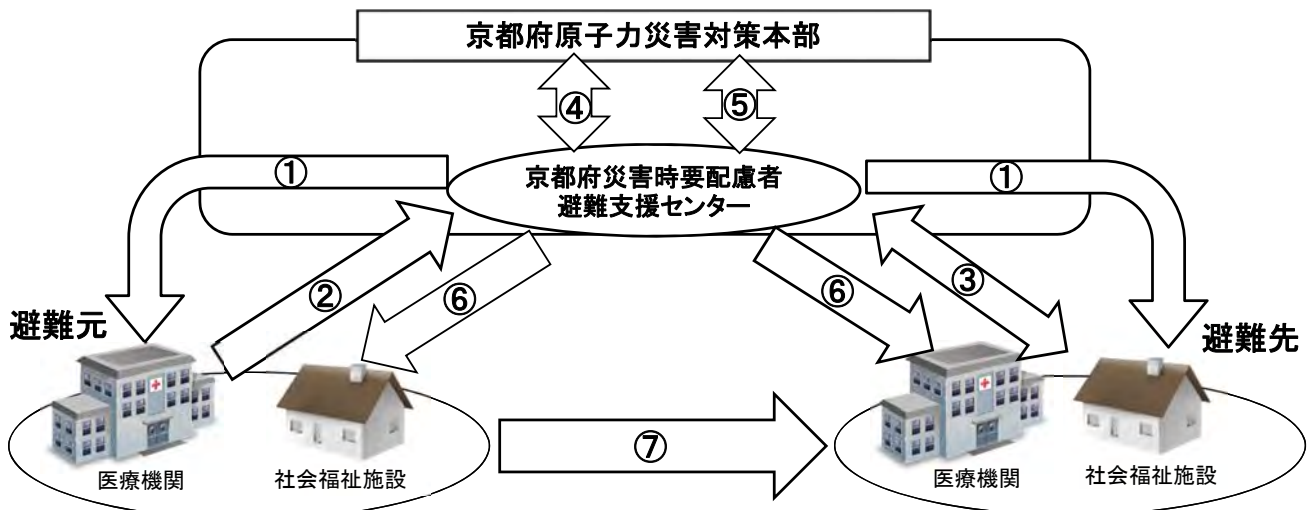 京都府原子力災害対策本部
④
⑤
①
京都府災害時要配慮者
避難支援センター
①
②
⑥
⑥
③
避難元
避難先
医療機関
社会福祉施設
⑦
医療機関
社会福祉施設